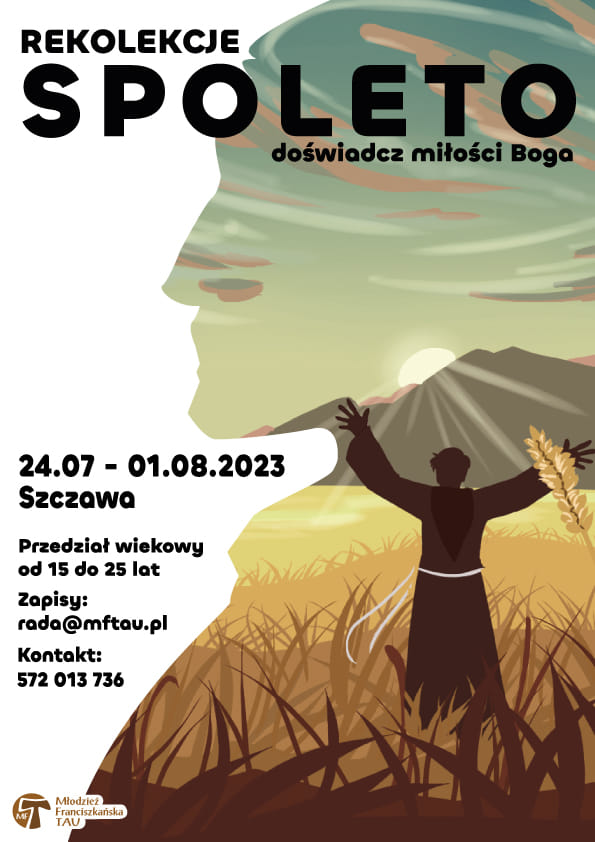 REKOLEKCJE
SPOLETO
doświadcz miłości Boga
24.07 - 01.08.2023
Szczawa
Przedział wiekowy
od 15 do 25 lat
Zapisy:
rada@mftau.pl
Kontakt:
572 013 736
MF
Młodzież
Franciszkańska
TAU